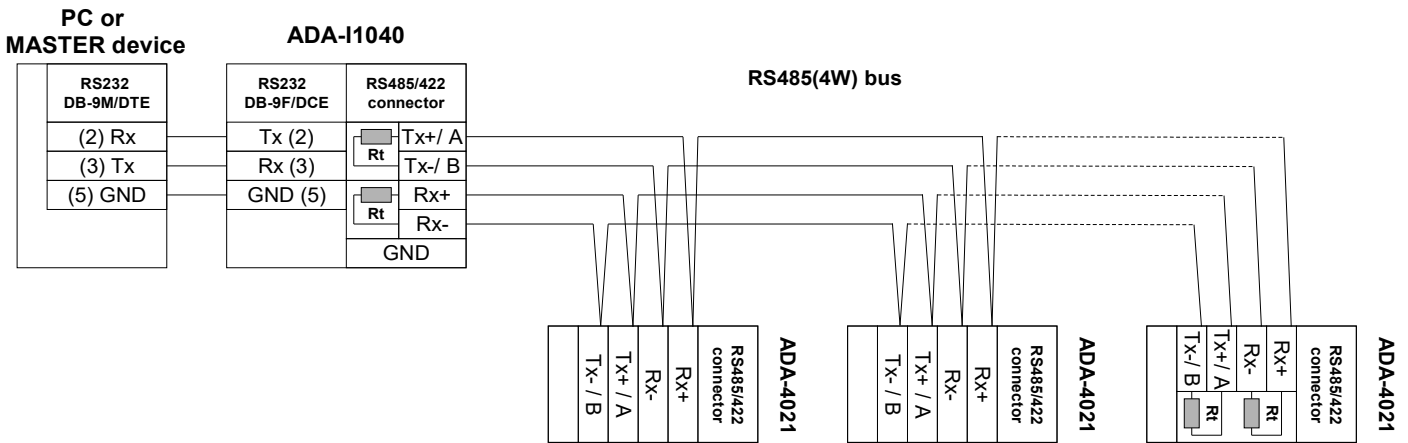 PC or
MASTER device
ADA-I1040
RS485(4W) bus
RS232
DB-9M/DTE
RS232
DB-9F/DCE
RS485/422
connector
(2) Rx
Tx (2)
Rt
Tx+/ A
(3) Tx
Rx (3)
Tx-/ B
(5) GND
GND (5)
Rt
Rx+
Rx-
GND
Tx- / B
Tx+ / A
Rx-
Rx+
RS485/422
connector
ADA-4021
Tx- / B
Tx+ / A
Rx-
Rx+
RS485/422
connector
ADA-4021
Tx-/ B
Tx+/ A
Rx-
Rx+
Rt
Rt
RS485/422
connector
ADA-4021